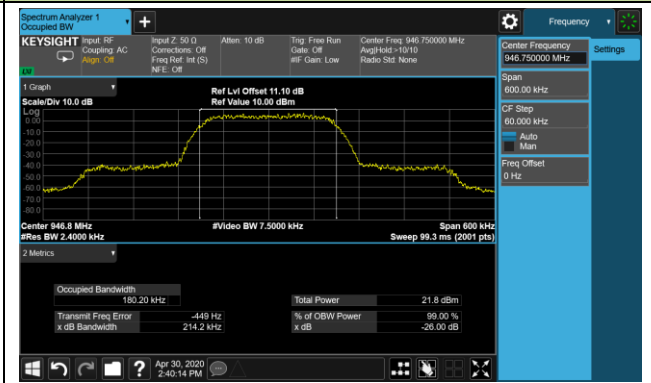 Spectrum Analyzer 1
Occupied BW
+
Frequency
KEYSIGHT Input: RF Input Z: 50 Ω Atten: 10 dB Trig: Free Run Center Freq: 946.750000 MHz
Coupling: AC Corrections: Off Gate: Off Avg|Hold:>10/10
Align: Off Freq Ref: Int (S) #IF Gain: Low Radio Std: None
NFE: Off
LXI
Center Frequency
946.750000 MHz
Settings
Span
600.00 kHz
CF Step
60.000 kHz
Auto
Man
Freq Offset
0 Hz
1 Graph
Ref Lvl Offset 11.10 dB
Scale/Div 10.0 dB Ref Value 10.00 dBm
Log
0.00
-10.0
-20.0
-30.0
-40.0
-50.0
-60.0
-70.0
-80.0
Center 946.8 MHz #Video BW 7.5000 kHz Span 600 kHz
#Res BW 2.4000 kHz Sweep 99.3 ms (2001 pts)
2 Metrics
Occupied Bandwidth
180.20 kHz Total Power 21.8 dBm
Transmit Freq Error -449 Hz % of OBW Power 99.00 %
x dB Bandwidth 214.2 kHz x dB -26.00 dB
? Apr 30, 2020
2:40:14 PM